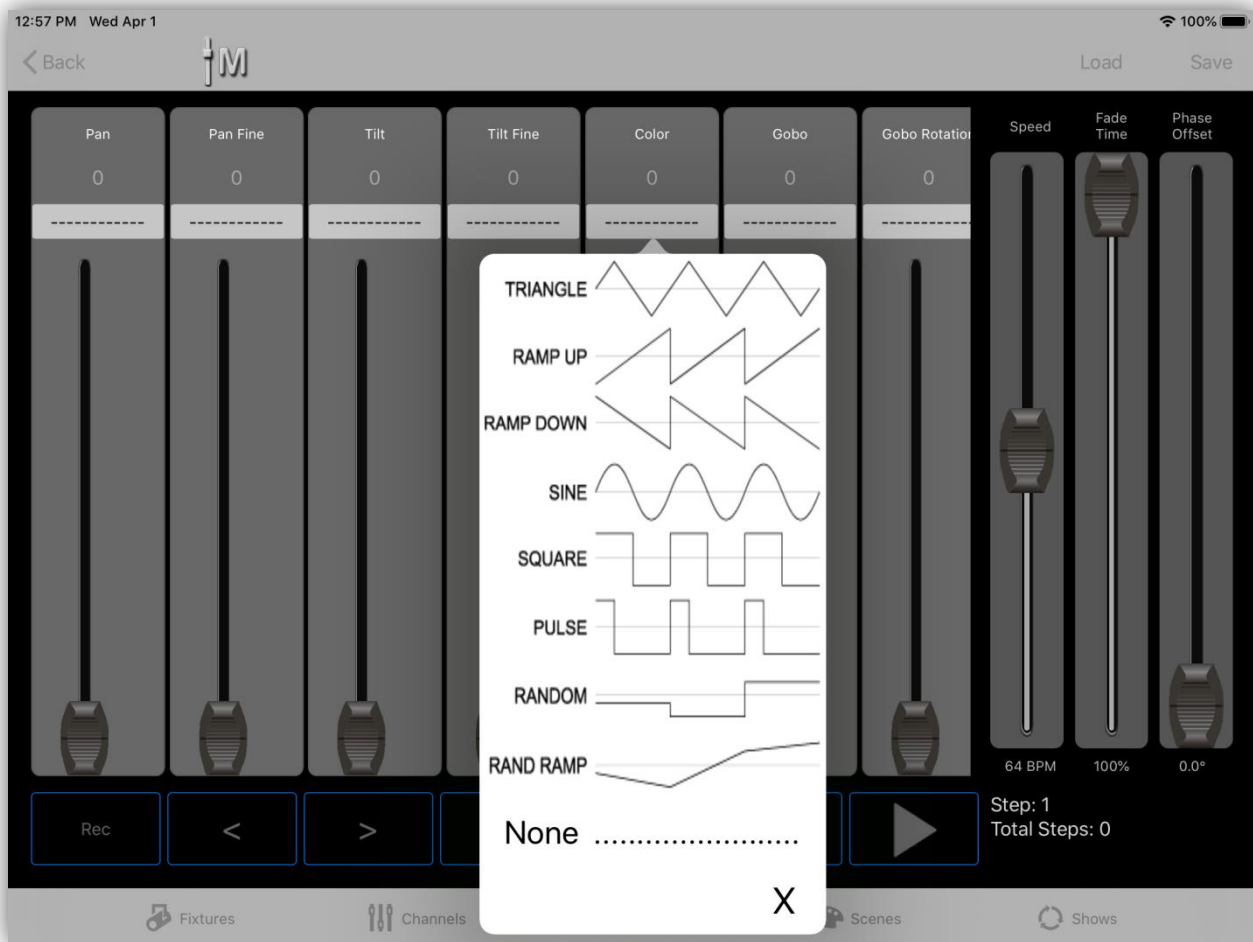 12:57 PM Wed Apr 1 100%
Back M Load Save
Pan Pan Fine Tilt Tilt Fine Color Gobo Gobo Rotation Speed Fade Time Phase Offset
0 0 0 0 0 0 0
------------ ------------ ------------ ------------ ------------ ------------ ------------
TRIANGLE
RAMP UP
RAMP DOWN
SINE
SQUARE
PULSE
RANDOM
RAND RAMP
64 BPM 100% 0.0°
Rec < >
Step: 1
Total Steps: 0
None ........................
X
Fixtures Channels Scenes Shows